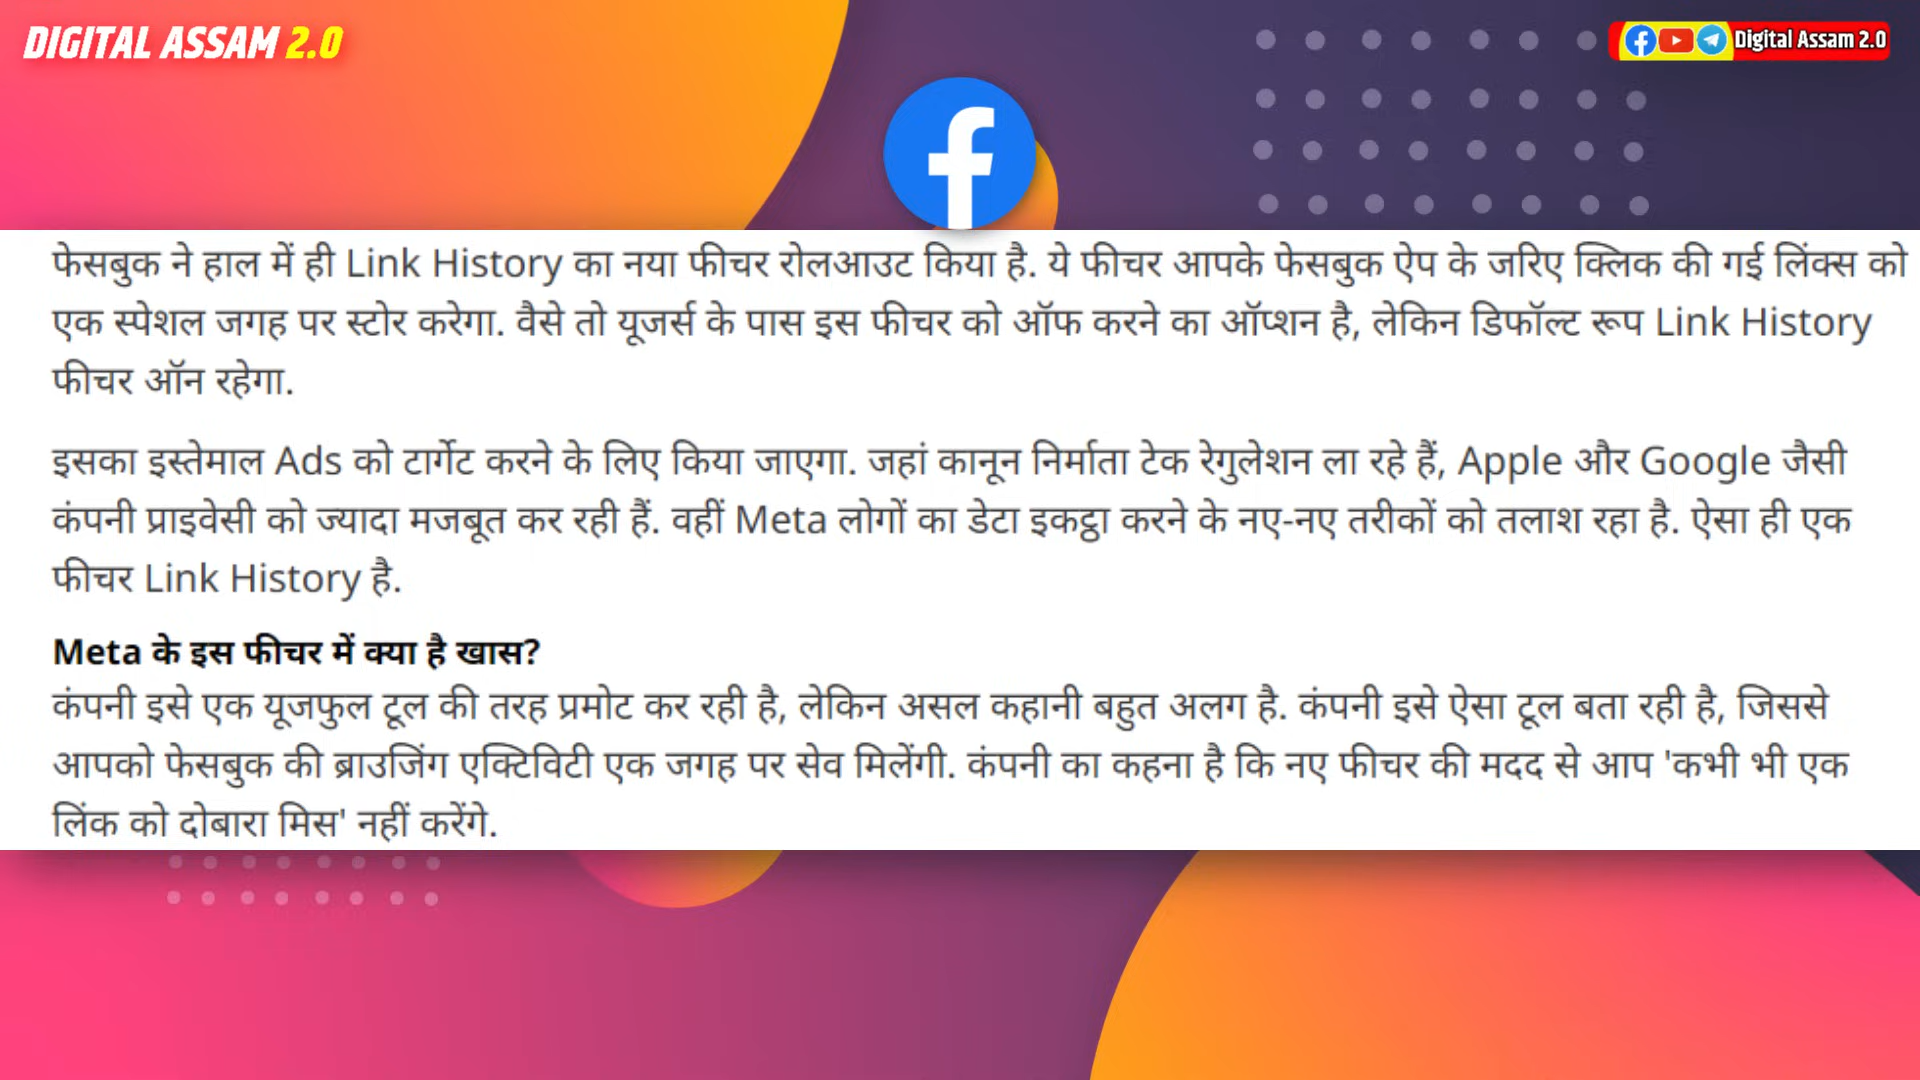 DIGITAL ASSAM 2.0
Digital Assam 2.0
फेसबुक ने हाल में ही Link History का नया फीचर रोलआउट किया है. ये फीचर आपके फेसबुक ऐप के जरिए क्लिक की गई लिंक्स को
एक स्पेशल जगह पर स्टोर करेगा. वैसे तो यूजर्स के पास इस फीचर को ऑफ करने का ऑप्शन है, लेकिन डिफॉल्ट रूप Link History
फीचर ऑन रहेगा.
इसका इस्तेमाल Ads को टार्गेट करने के लिए किया जाएगा. जहां कानून निर्माता टेक रेगुलेशन ला रहे हैं, Apple और Google जैसी
कंपनी प्राइवेसी को ज्यादा मजबूत कर रही हैं. वहीं Meta लोगों का डेटा इकट्ठा करने के नए-नए तरीकों को तलाश रहा है. ऐसा ही एक
फीचर Link History है.
Meta के इस फीचर में क्या है खास?
कंपनी इसे एक यूजफुल टूल की तरह प्रमोट कर रही है, लेकिन असल कहानी बहुत अलग है. कंपनी इसे ऐसा टूल बता रही है, जिससे
आपको फेसबुक की ब्राउजिंग एक्टिविटी एक जगह पर सेव मिलेंगी. कंपनी का कहना है कि नए फीचर की मदद से आप 'कभी भी एक
लिंक को दोबारा मिस' नहीं करेंगे.